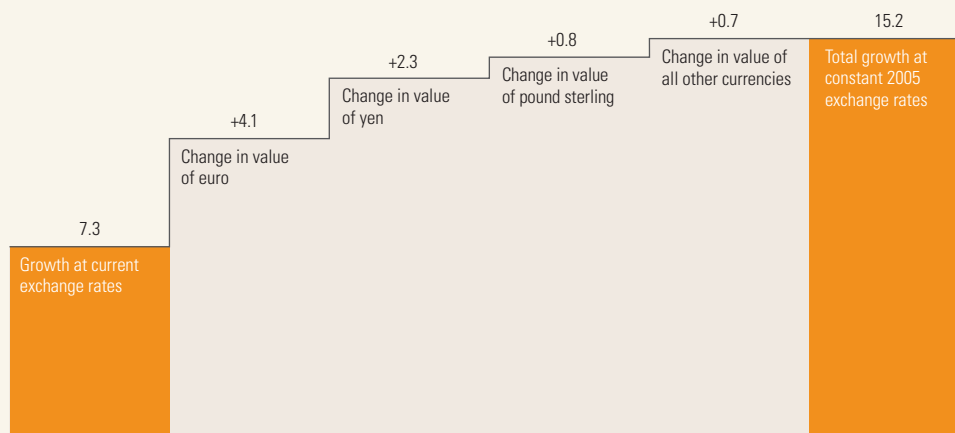 7.3
Growth at current
exchange rates
+4.1
Change in value
of euro
+2.3
Change in value
of yen
+0.8
Change in value
of pound sterling
+0.7
Change in value of
all other currencies
15.2
Total growth at
constant 2005
exchange rates